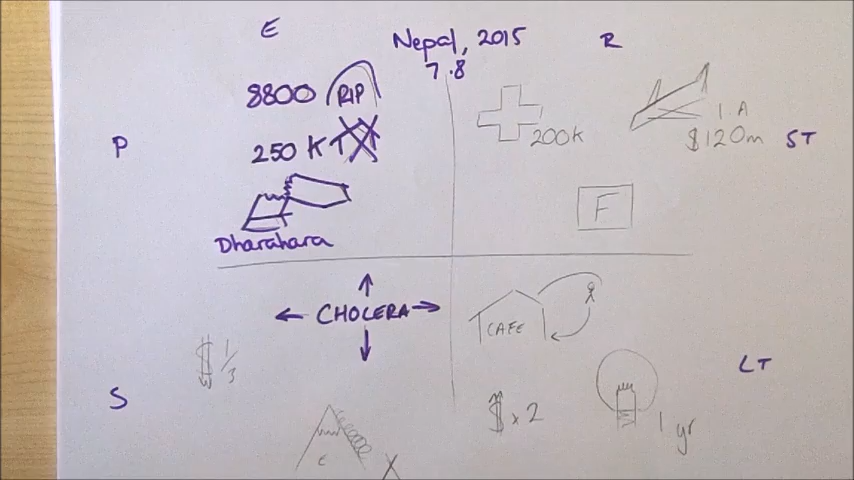 E
Nepal, 2015
R
7.8
8800 RIP
1.A
200K
$120m
ST
P
250K
F
Dharahara
CHOLERA
CAFE
$ 1/3
LT
S
$ x 2
1 yr
E
X